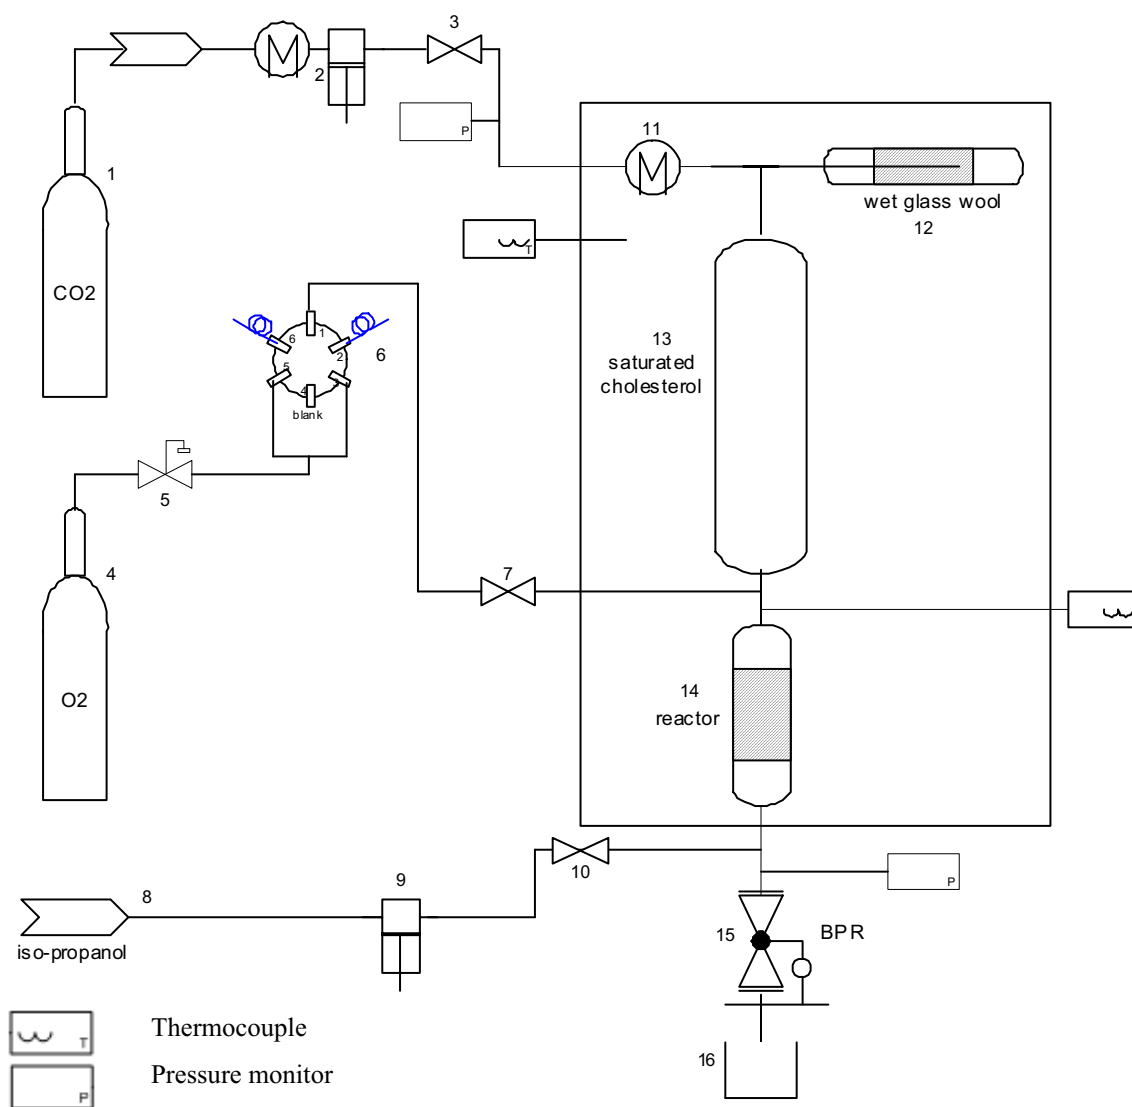 3
2
P
11
1
wet glass wool
12
T
CO2
1
6
2
6
5
3
4
blank
13
saturated
cholesterol
5
7
4
14
reactor
O2
10
P
8
9
iso-propanol
15
BPR
T
Thermocouple
16
P
Pressure monitor